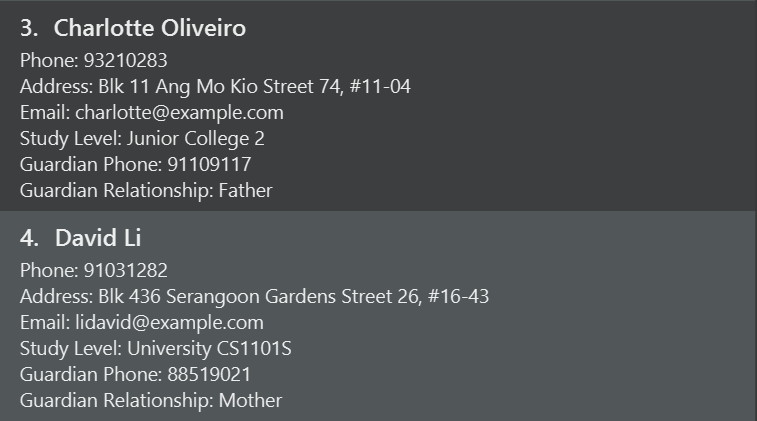 3. Charlotte Oliveiro
Phone: 93210283
Address: Blk 11 Ang Mo Kio Street 74, #11-04
Email: charlotte@example.com
Study Level: Junior College 2
Guardian Phone: 91109117
Guardian Relationship: Father
4. David Li
Phone: 91031282
Address: Blk 436 Serangoon Gardens Street 26, #16-43
Email: lidavid@example.com
Study Level: University CS1101S
Guardian Phone: 88519021
Guardian Relationship: Mother